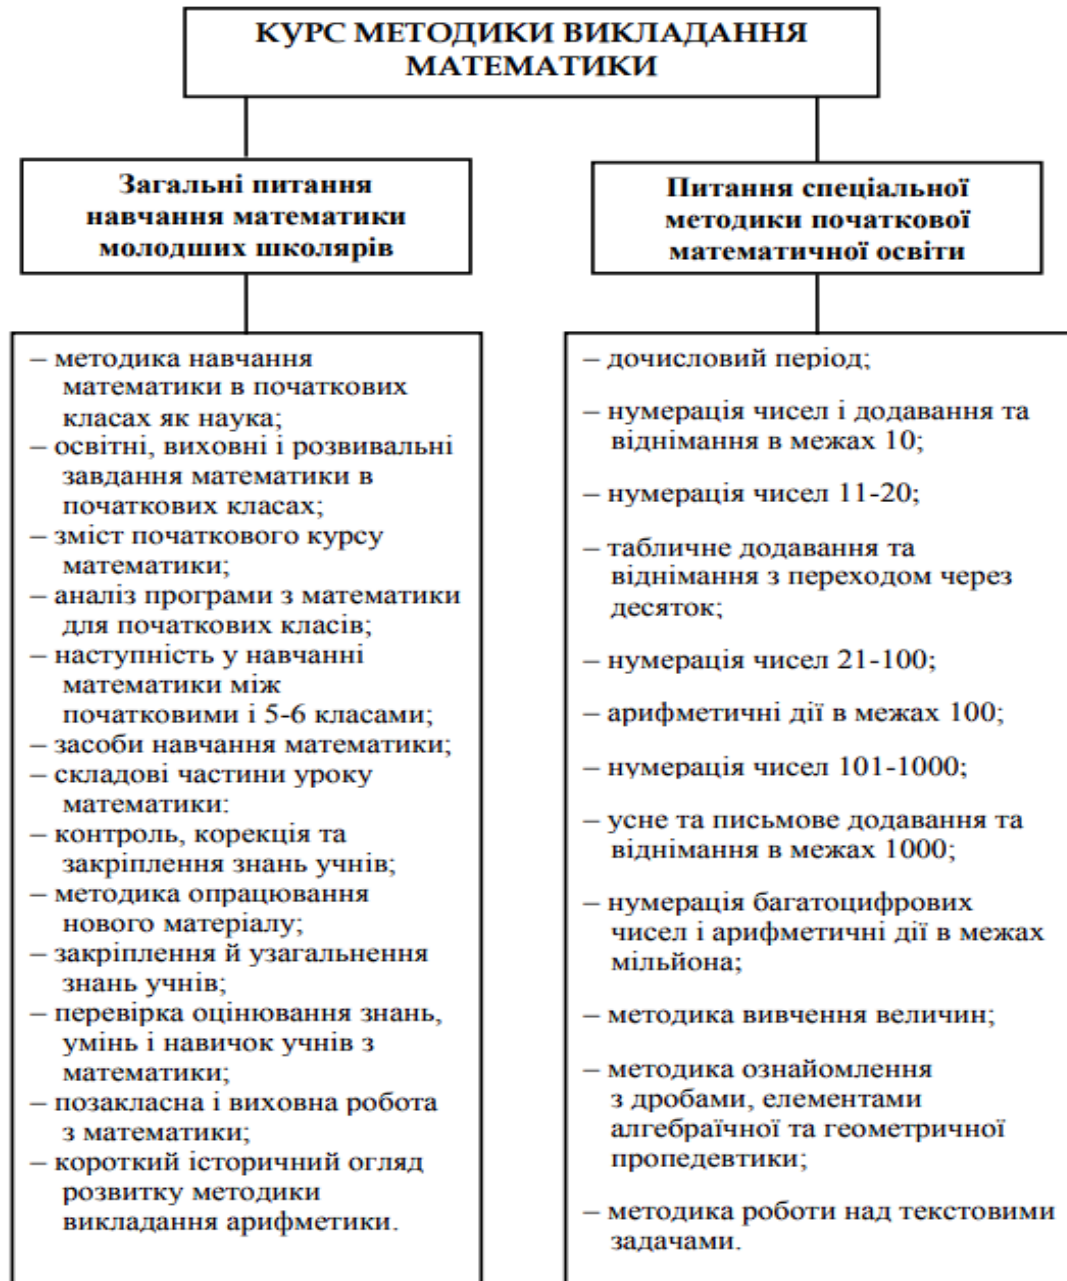 КУРС МЕТОДИКИ ВИКЛАДАННЯ
МАТЕМАТИКИ
Загальні питання
навчання математики
молодших школярів
– методика навчання
математики в початкових
класах як наука;
– освітні, виховні і розвивальні
завдання математики в
початкових класах;
– зміст початкового курсу
математики;
– аналіз програми з математики
для початкових класів;
– наступність у навчанні
математики між
початковими і 5-6 класами;
– засоби навчання математики;
– складові частини уроку
математики:
– контроль, корекція та
закріплення знань учнів;
– методика опрацювання
нового матеріалу;
– закріплення й узагальнення
знань учнів;
– перевірка оцінювання знань,
умінь і навичок учнів з
математики;
– позакласна і виховна робота
з математики;
– короткий історичний огляд
розвитку методики
викладання арифметики.
Питання спеціальної
методики початкової
математичної освіти
– дочисловий період;
– нумерація чисел і додавання та
віднімання в межах 10;
– нумерація чисел 11-20;
– табличне додавання та
віднімання з переходом через
десяток;
– нумерація чисел 21-100;
– арифметичні дії в межах 100;
– нумерація чисел 101-1000;
– усне та письмове додавання та
віднімання в межах 1000;
– нумерація багатоцифрових
чисел і арифметичні дії в межах
мільйона;
– методика вивчення величин;
– методика ознайомлення
з дробами, елементами
алгебраїчної та геометричної
пропедевтики;
– методика роботи над текстовими
задачами.